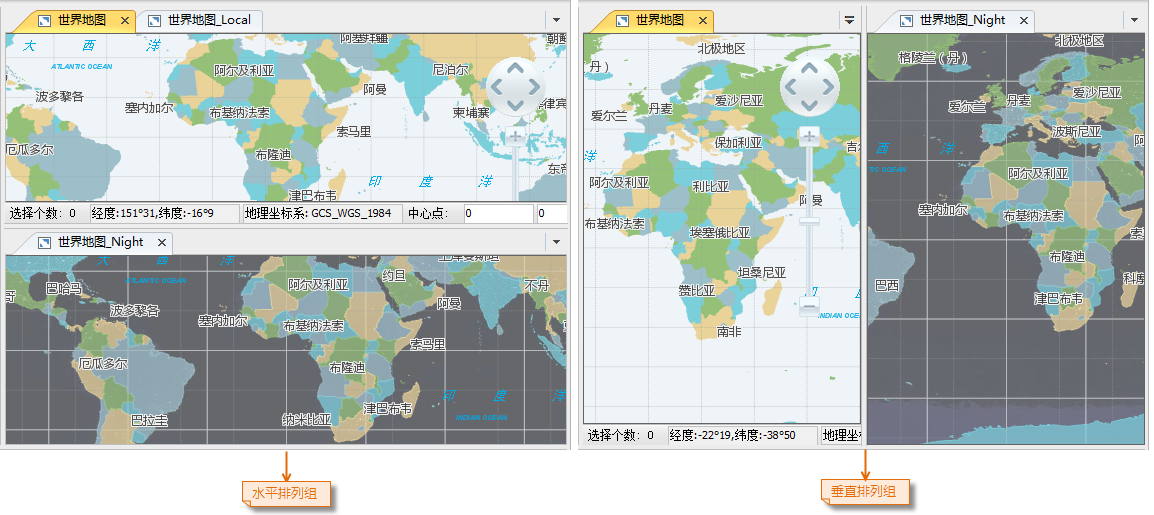 世界地图 世界地图_Local
大 西 洋
ATLANTIC OCEAN
阿尔及利亚
尼泊尔
波多黎各
塞内加尔
阿曼
布基纳法索
柬埔寨
索马里
厄瓜多尔
布隆迪
津巴布韦
印 度 洋
选择个数: 0 经度:151°31,纬度:-16°9 地理坐标系: GCS_WGS_1984 中心点: 0 0
世界地图_Night
大 西 洋
ATLANTIC OCEAN
约旦
巴哈马
阿尔及利亚
不丹
波多黎各
阿曼
塞内加尔
布基纳法索
索马里
厄瓜多尔
布隆迪
印 度 洋
津巴布韦
INDIAN OCEAN
巴拉圭
纳米比亚
水平排列组
世界地图
北极地区
丹）
爱沙尼亚
爱尔兰
丹麦
保加利亚
洋
阿尔及利亚
利比亚
阿曼
布基纳法索
埃塞俄比亚
坦桑尼亚
赞比亚
INDIAN OCE
南非
选择个数: 0 经度:-22°19,纬度:-38°50 地理坐
世界地图_Night
北极地区
格陵兰（丹）
爱沙尼亚
丹麦
爱尔兰
波斯尼亚
西 洋
OCEAN
阿尔及利亚
塞内加尔
布基纳法索
布隆迪
巴西
津巴布韦
垂直排列组